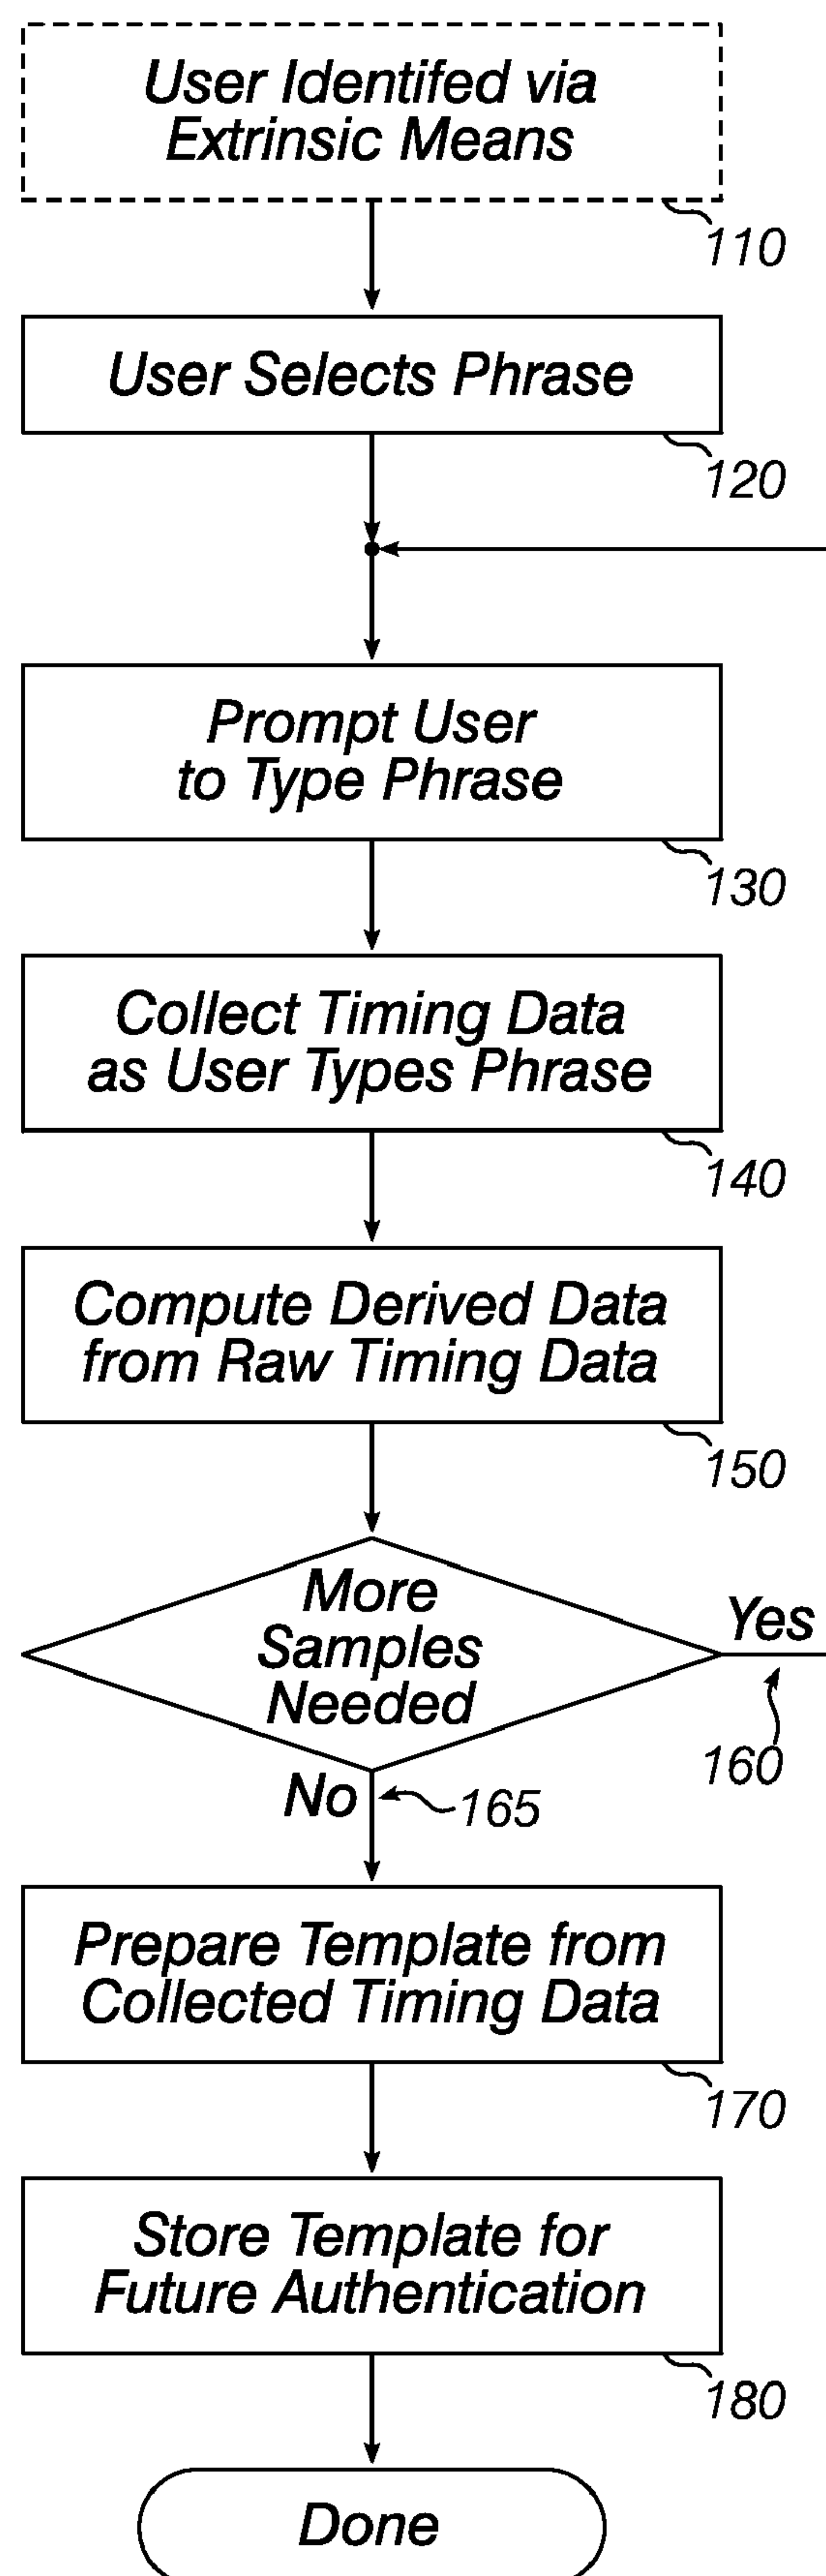 User Identifed via
Extrinsic Means
110
User Selects Phrase
120
Prompt User
to Type Phrase
130
Collect Timing Data
as User Types Phrase
140
Compute Derived Data
from Raw Timing Data
150
More
Samples
Needed
Yes
160
No
165
Prepare Template from
Collected Timing Data
170
Store Template for
Future Authentication
180
Done